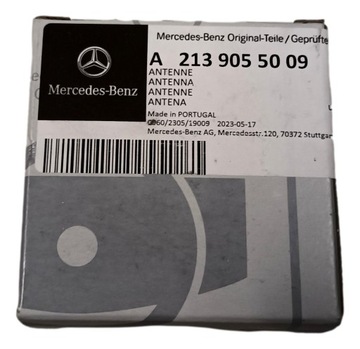 Mercedes-Benz
Mercedes-Benz Original-Teile/Geprüfte
A 213 905 50 09
ANTENNE
ANTENNA
ANTENNE
ANTENA
Made in PORTUGAL
2023-05-17
Mercedes-Benz AG, Mercedesstr.120, 70372 Stuttgar